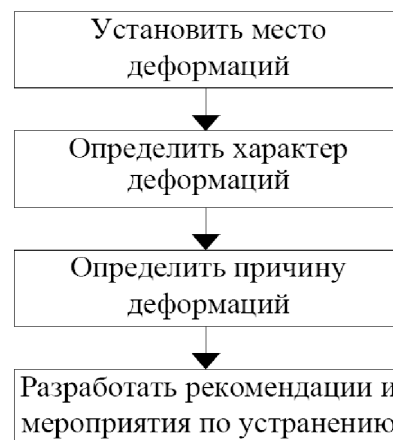 Установить место
деформаций
Определить характер
деформаций
Определить причину
деформаций
Разработать рекомендации и
мероприятия по устранению